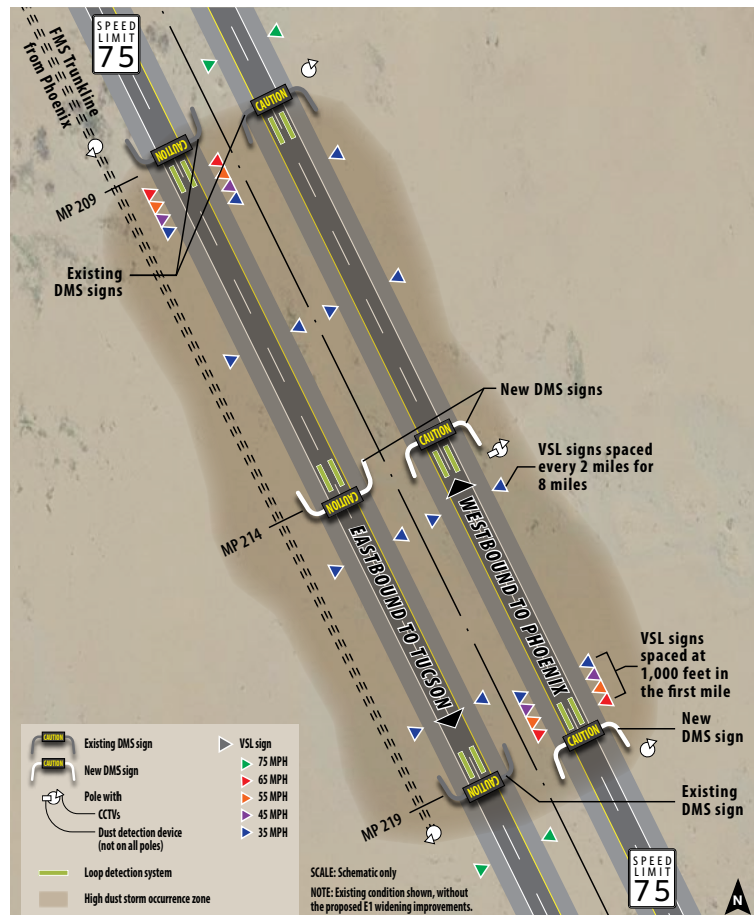 SPEED
LIMIT
75
FMS Trunkline
from Phoenix
CAUTION
CAUTION
MP 209
Existing
DMS signs
New DMS signs
CAUTION
VSL signs spaced
every 2 miles for
8 miles
CAUTION
MP 214
WESTBOUND TO PHOENIX
EASTBOUND TO TUCSON
VSL signs
spaced at
1,000 feet in
the first mile
New
DMS sign
CAUTION
Existing
DMS sign
CAUTION
MP 219
CAUTION
Existing DMS sign
CAUTION
New DMS sign
Pole with
CCTVs
Dust detection device
(not on all poles)
Loop detection system
High dust storm occurrence zone
VSL sign
75 MPH
65 MPH
55 MPH
45 MPH
35 MPH
SCALE: Schematic only
NOTE: Existing condition shown, without
the proposed E1 widening improvements.
SPEED
LIMIT
75
N